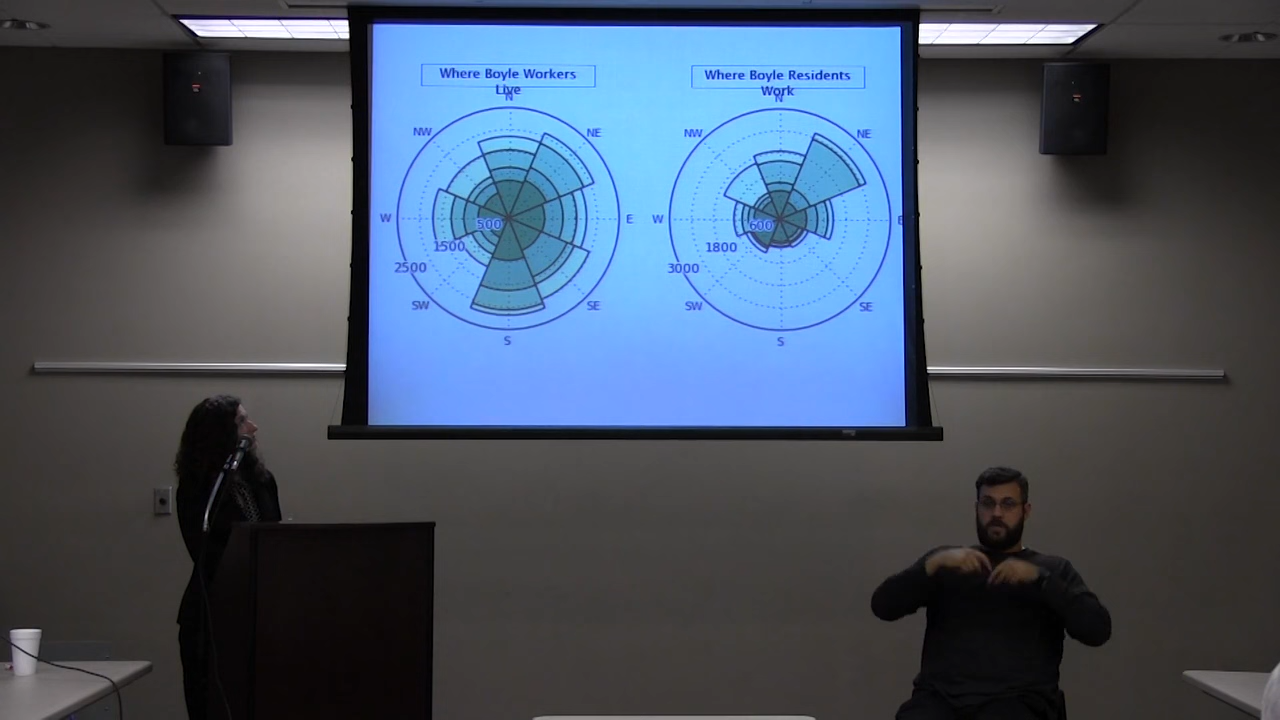 Where Boyle Workers
Live
N
NW
NE
W
E
500
1500
2500
SW
SE
S
Where Boyle Residents
Work
N
NW
NE
W
E
600
1800
3000
SW
SE
S